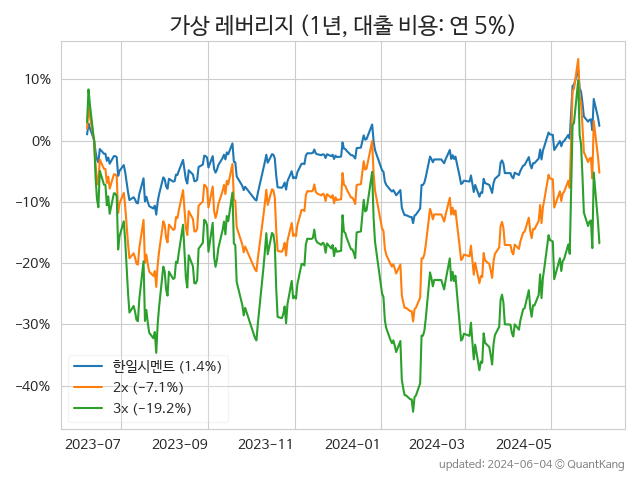 가상 레버리지 (1년, 대출 비용: 연 5%)
10%
0%
−10%
−20%
−30%
−40%
한일시멘트 (1.4%)
2x (−7.1%)
3x (−19.2%)
2023-07
2023-09
2023-11
2024-01
2024-03
2024-05
updated: 2024-06-04 ⓒ QuantKang